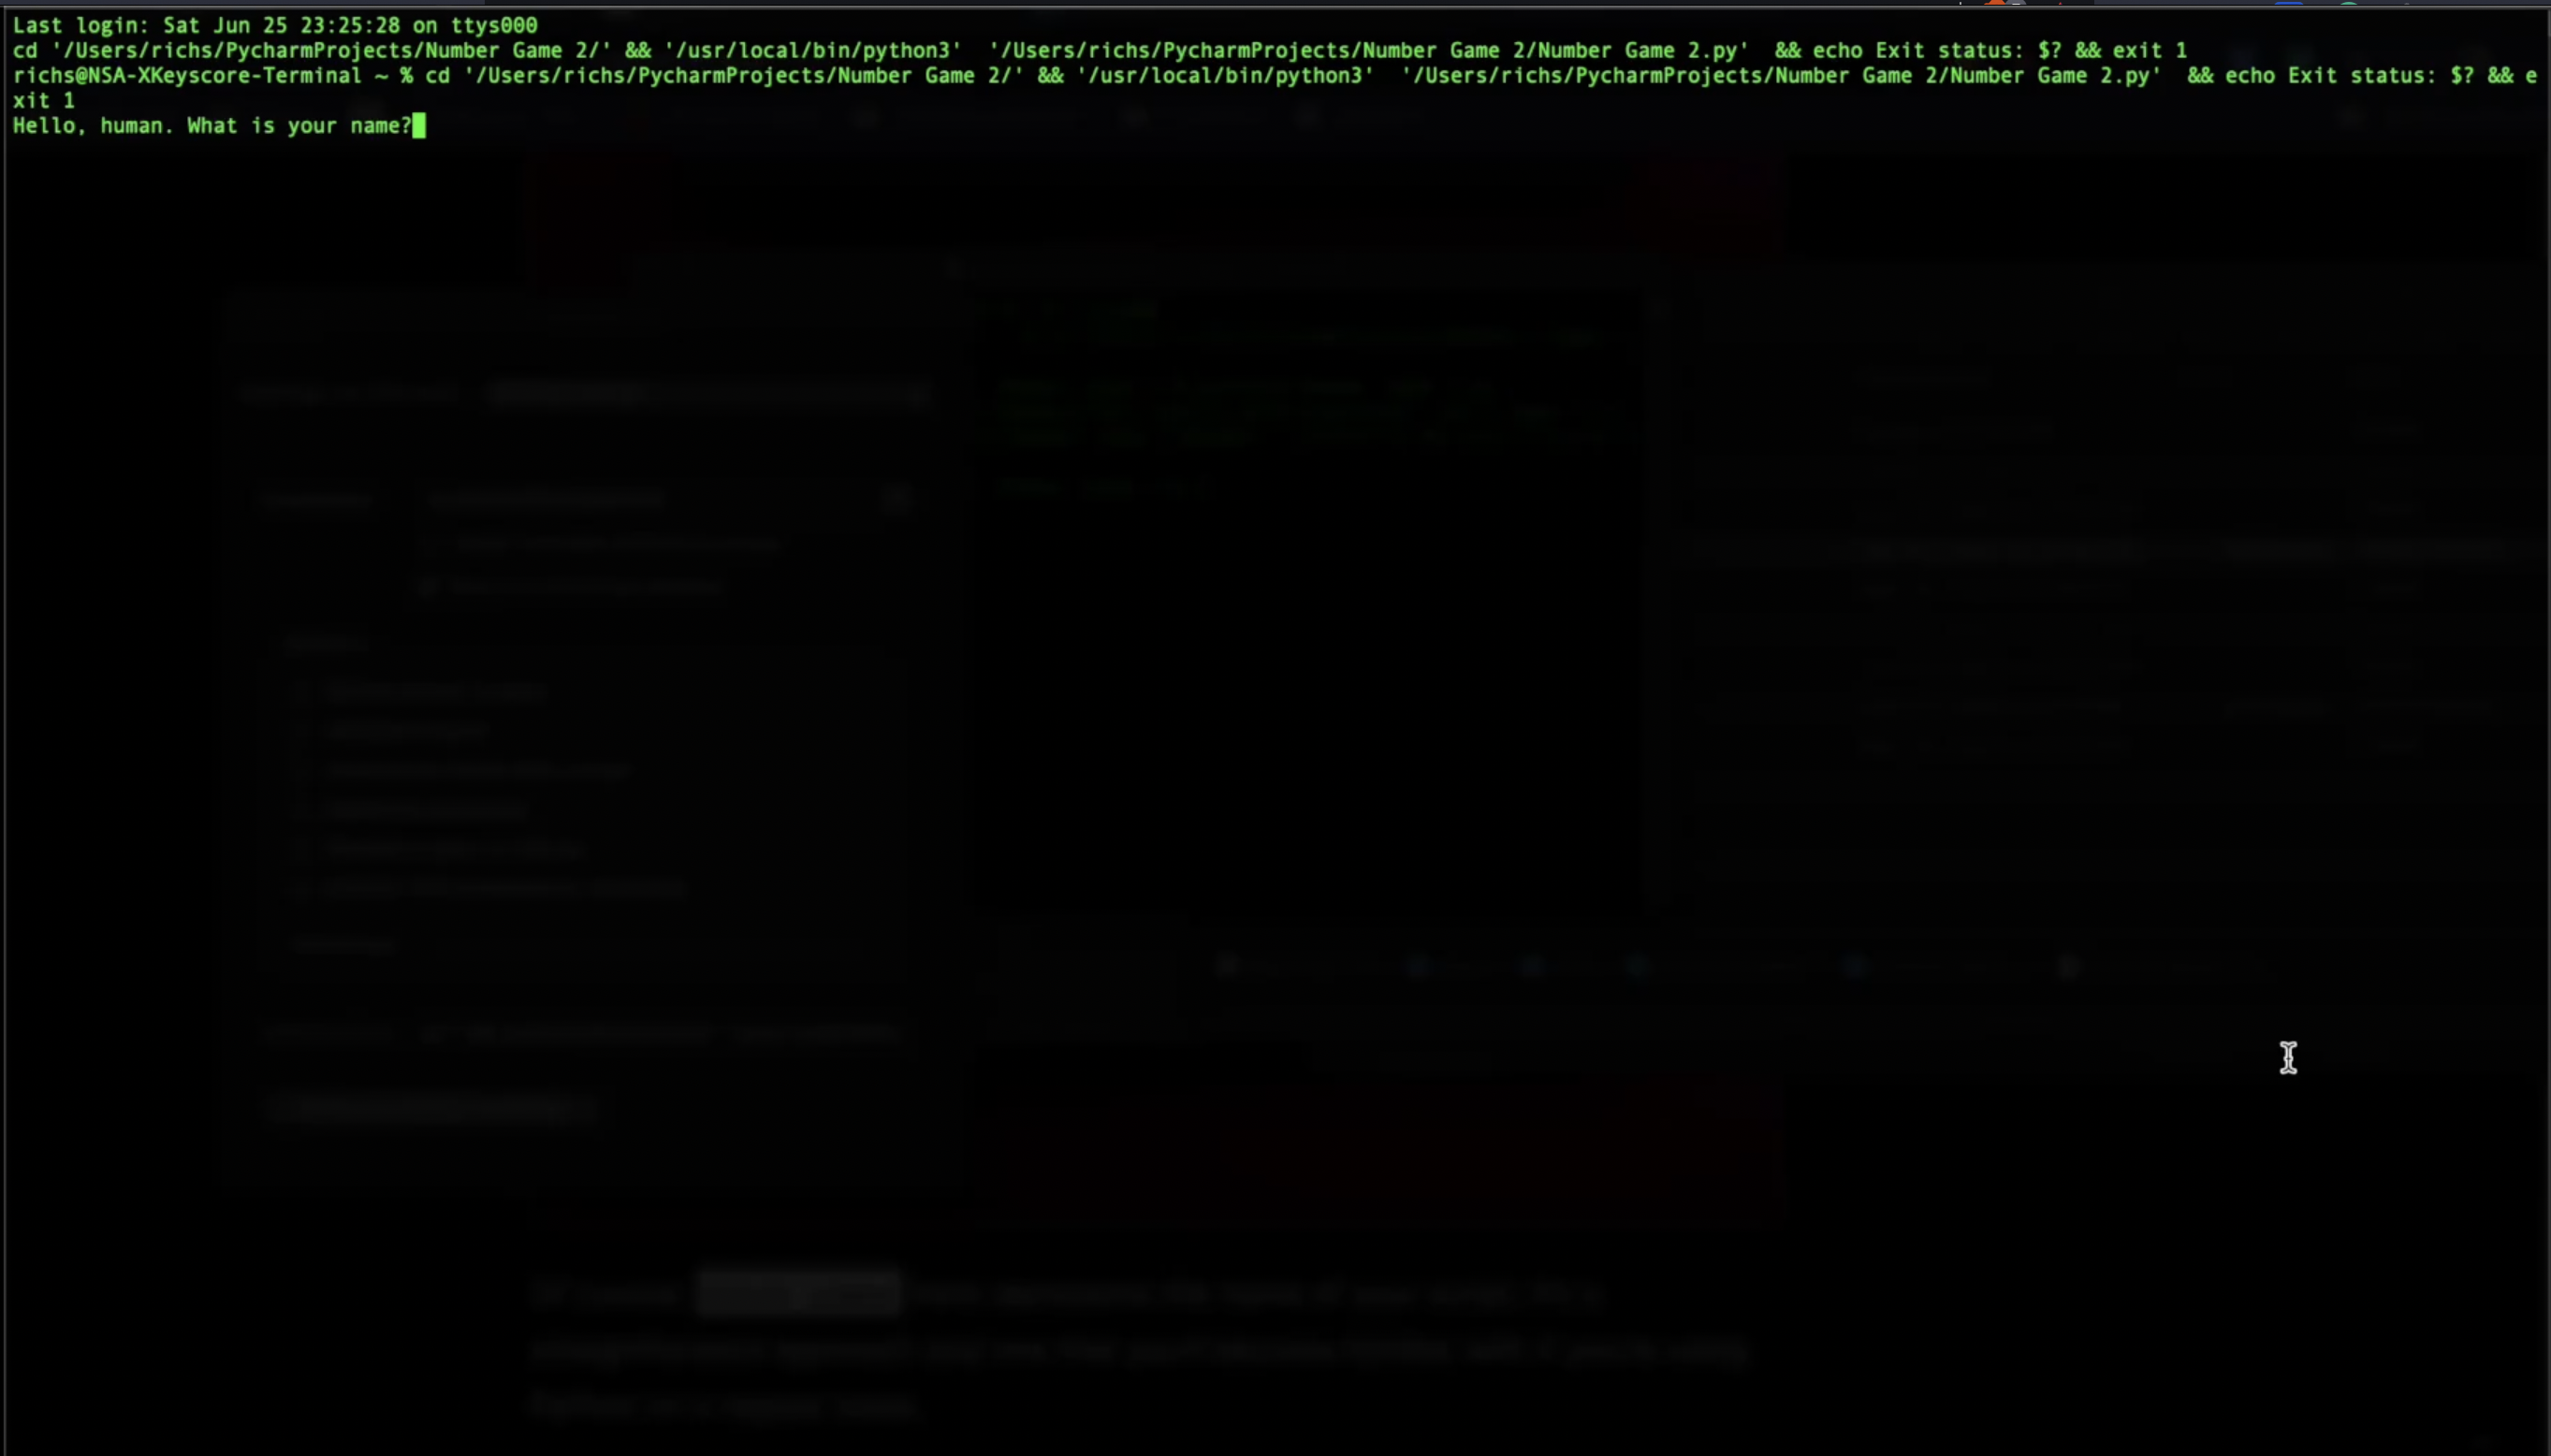 Last login: Sat Jun 25 23:25:28 on ttys000
cd '/Users/richs/PycharmProjects/Number Game 2/' && '/usr/local/bin/python3'  '/Users/richs/PycharmProjects/Number Game 2/Number Game 2.py'  && echo Exit status: $? && exit 1
richs@NSA-XKeyscore-Terminal ~ % cd '/Users/richs/PycharmProjects/Number Game 2/' && '/usr/local/bin/python3'  '/Users/richs/PycharmProjects/Number Game 2/Number Game 2.py'  && echo Exit status: $? && e
xit 1
Hello, human. What is your name?